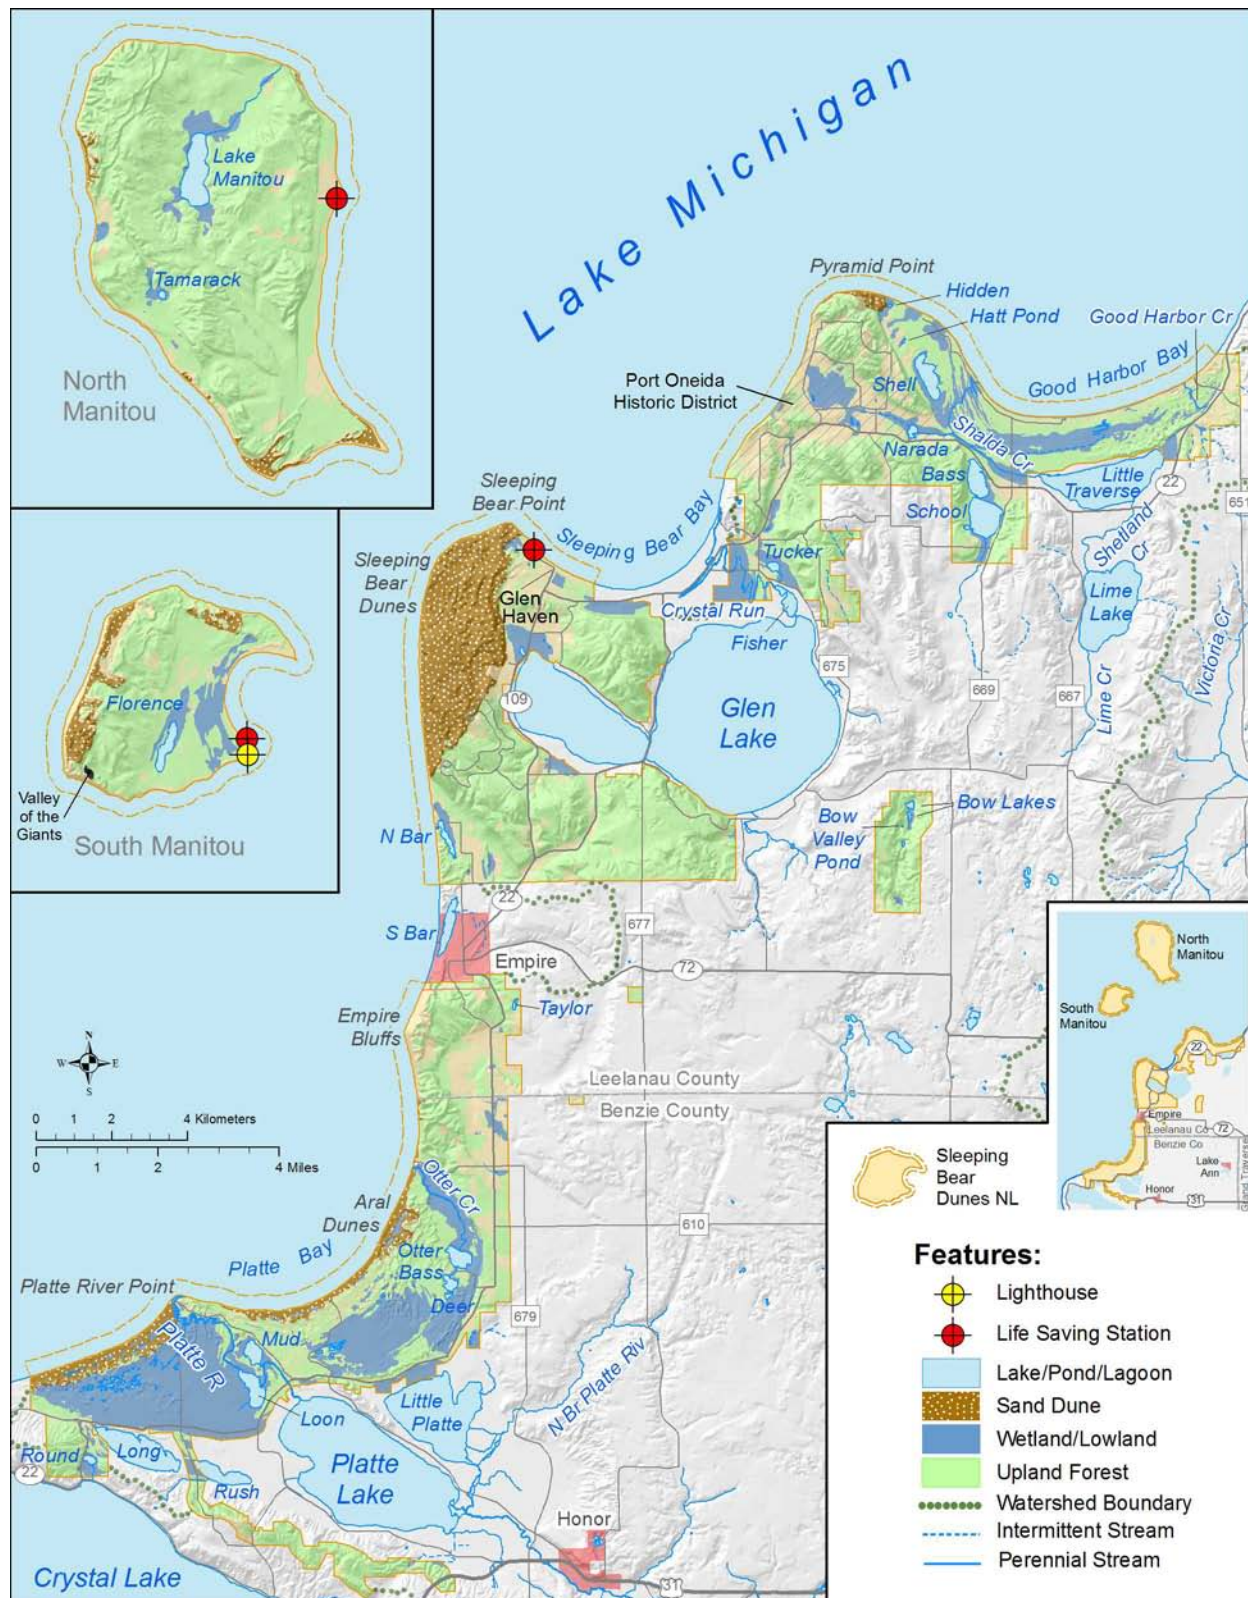 Lake Michigan
Lake
Manitou
Tamarack
North
Manitou
Pyramid Point
Hidden
Hatt Pond
Good Harbor Cr
Good Harbor Bay
Port Oneida
Historic District
Shell
Shalda Cr
Narada
Bass
School
Little
Traverse
22
651
Shetland
Cr
Sleeping
Bear Point
Sleeping Bear Bay
Sleeping
Bear
Dunes
Glen
Haven
Tucker
Crystal Run
Fisher
Lime
Lake
Victoria Cr
675
669
667
Lime Cr
109
Glen
Lake
Florence
Valley
of the
Giants
South Manitou
N Bar
Bow
Valley
Pond
Bow Lakes
22
S Bar
677
Empire
72
Taylor
Empire
Bluffs
N
W
E
S
Leelanau County
Benzie County
0 1 2 4 Kilometers
0 1 2 4 Miles
Otter Cr
Aral
Dunes
610
Otter
Bass
Deer
Platte Bay
Platte River Point
679
Mud
Platte R
N Br Platte Riv
Loon
Little
Platte
Round
Long
22
Rush
Platte
Lake
Honor
31
Crystal Lake
North
Manitou
South
Manitou
22
Empire
Leelanau Co
72
Benzie Co
Lake
Ann
Honor
31
Grand Traverse
Sleeping
Bear
Dunes NL
Features:
Lighthouse
Life Saving Station
Lake/Pond/Lagoon
Sand Dune
Wetland/Lowland
Upland Forest
Watershed Boundary
Intermittent Stream
Perennial Stream